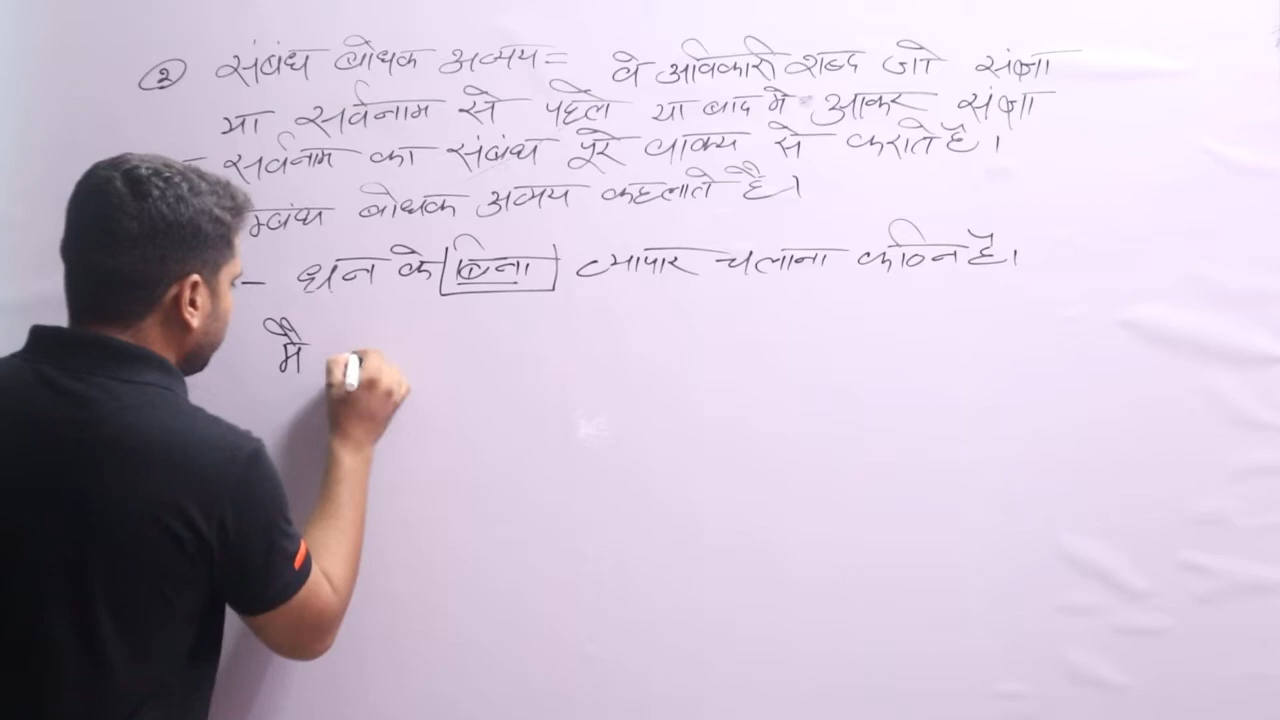 २ संबंध बोधक अव्यय= वे अविकारी शब्द जो संज्ञा
या सर्वनाम से पहले या बाद मे आकर संज्ञा
- सर्वनाम का संबंध पूरे वाक्य से कराते है।
म्बंध बोधक अव्यय कहलाते है।
- धन के बिना व्यापार चलाना कठिन है।
मै